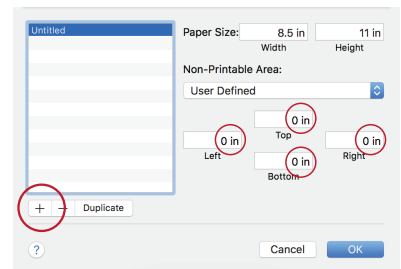 Untitled
Paper Size: 8.5 in 11 in
Width Height
Non-Printable Area:
User Defined
0 in
Top
0 in 0 in
Left Right
0 in
Bottom
+ − Duplicate
? Cancel OK